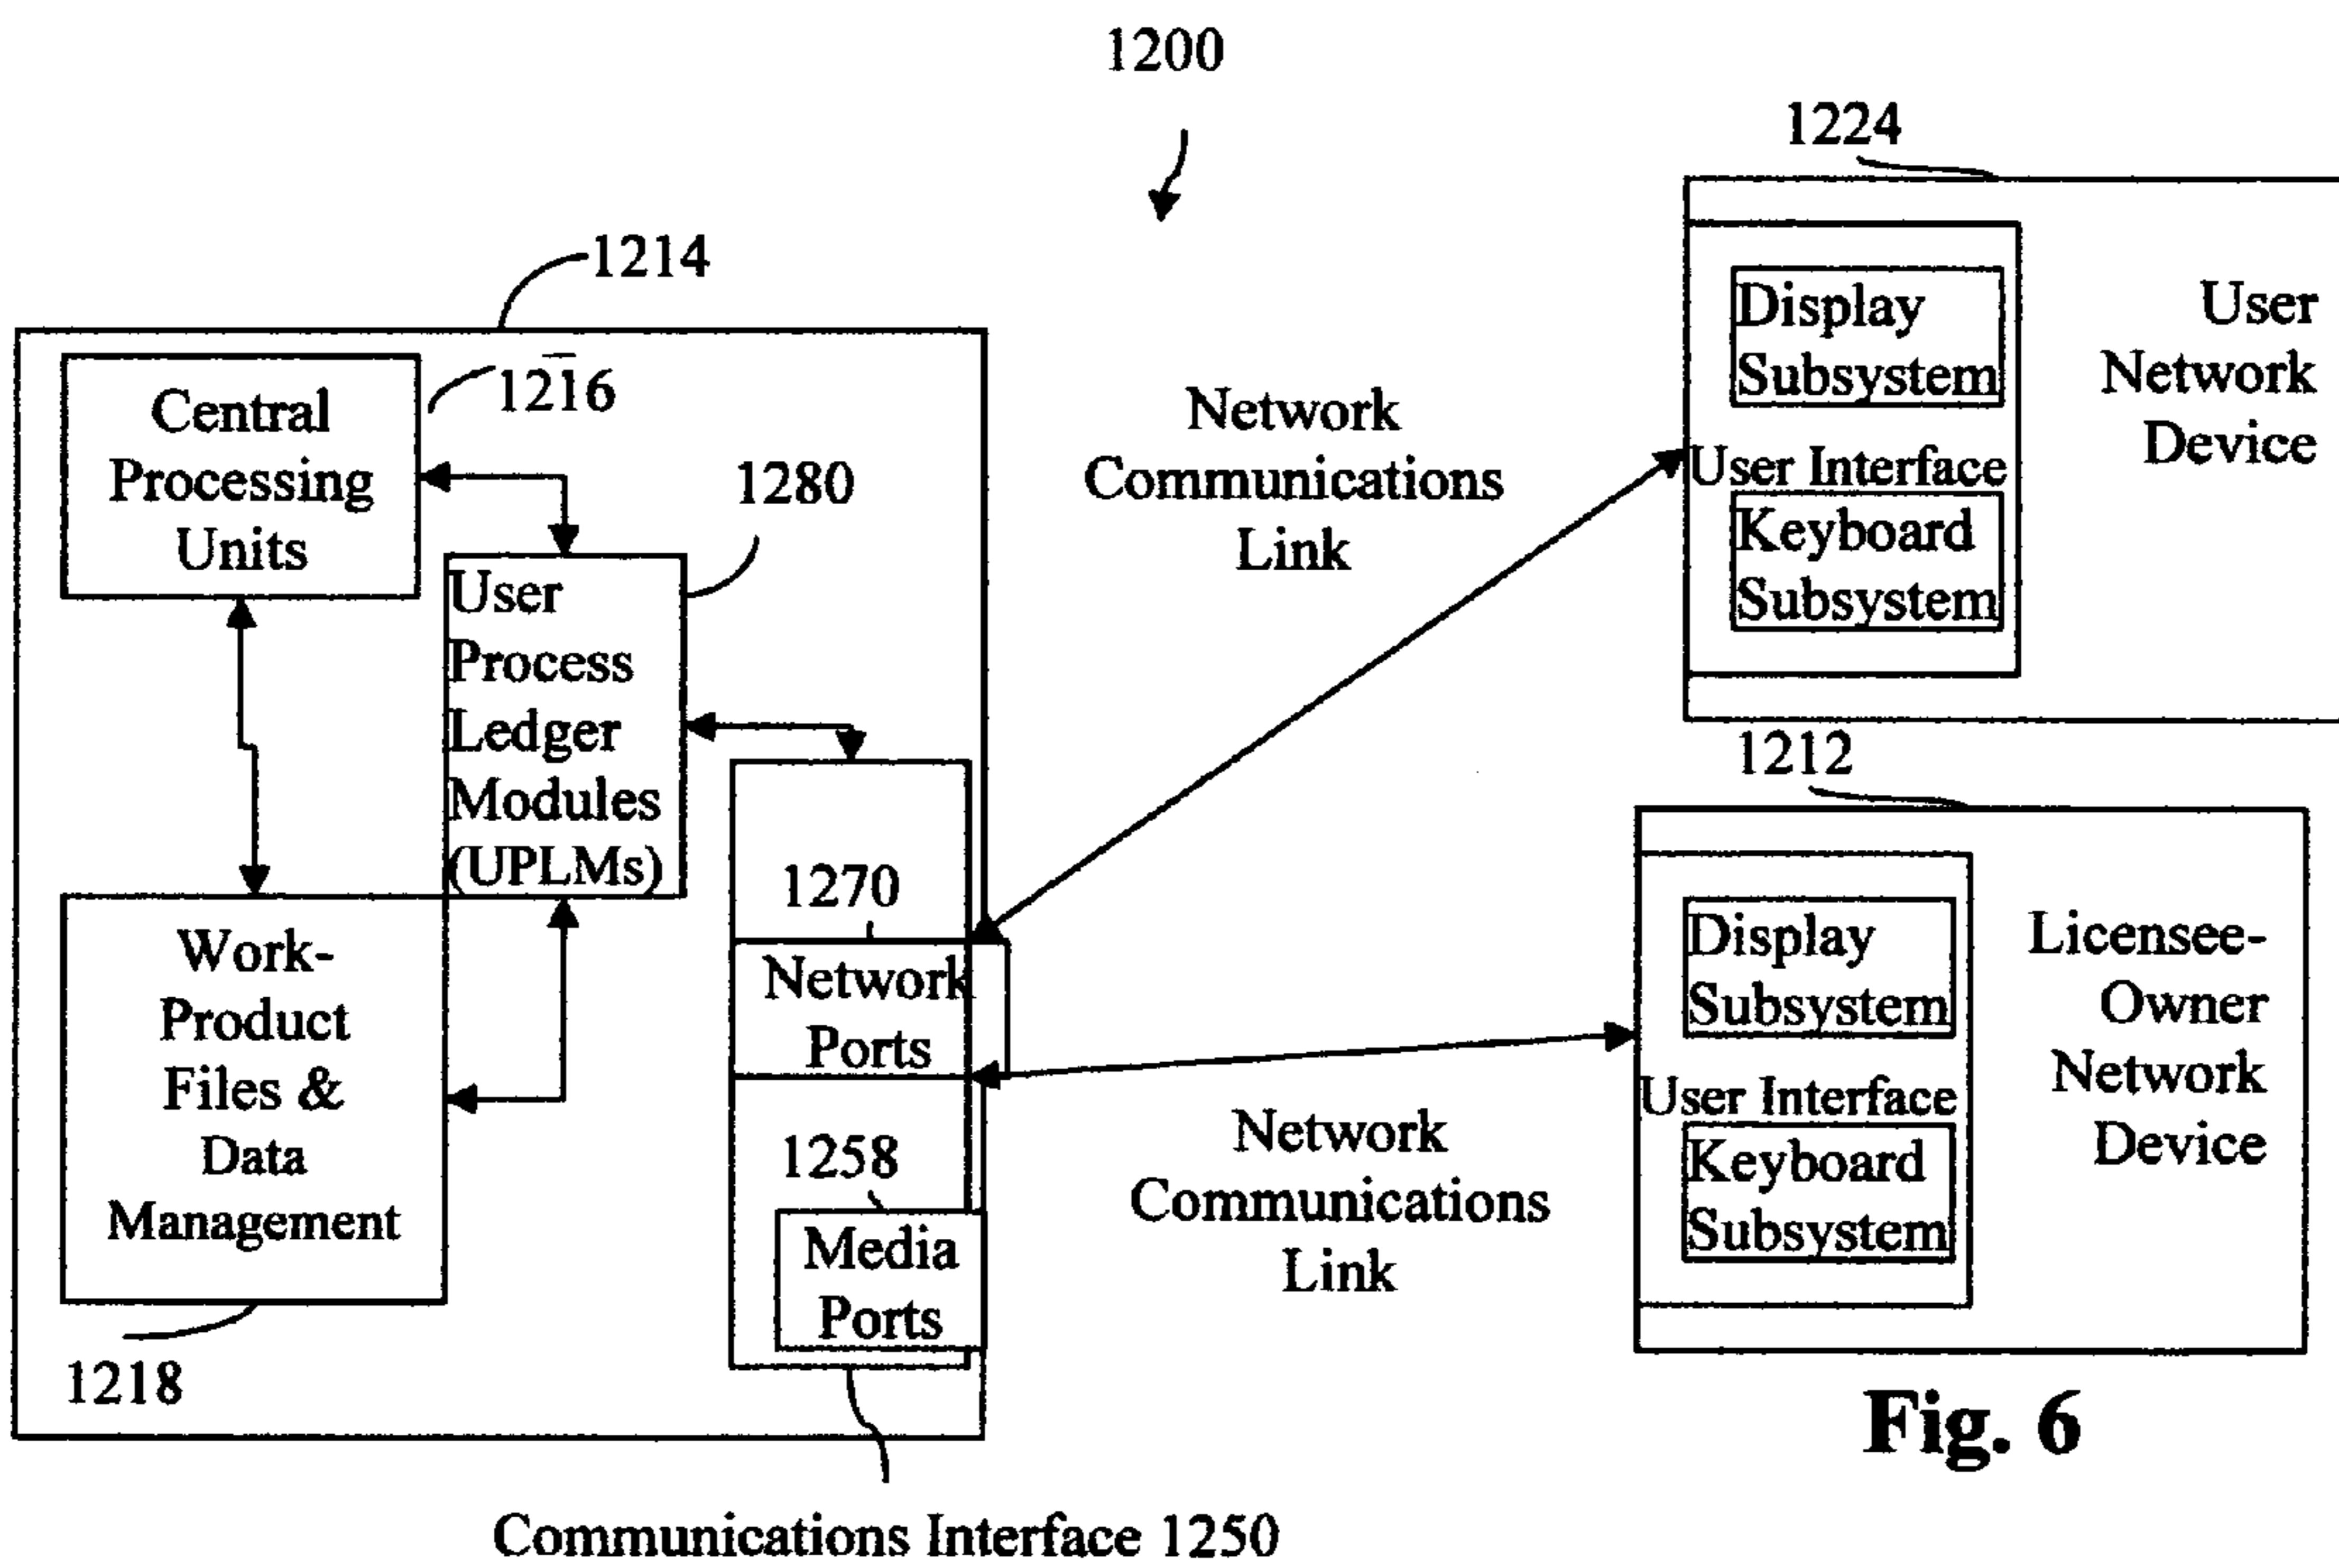 1200
1224
1214
1216
1280
Central
Processing
Units
User
Process
Ledger
Modules
(UPLMs)
Work-
Product
Files &
Data
Management
1218
1270
Network
Ports
1258
Media
Ports
Communications Interface 1250
Network
Communications
Link
Network
Communications
Link
Display
Subsystem
User Interface
Keyboard
Subsystem
User
Network
Device
1212
Display
Subsystem
User Interface
Keyboard
Subsystem
Licensee-
Owner
Network
Device
Fig. 6